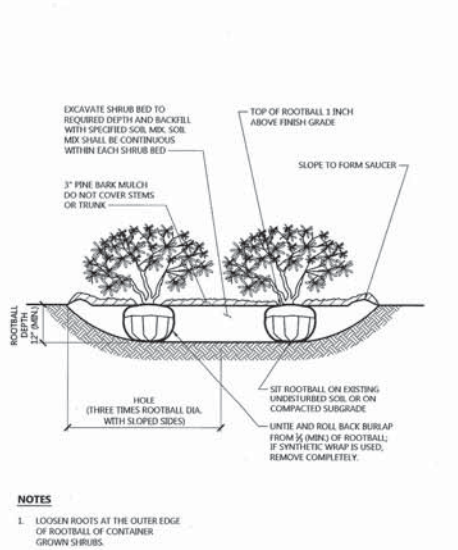 EXCAVATE SHRUB BED TO
REQUIRED DEPTH AND BACKFILL
WITH SPECIFIED SOIL MIX. SOIL
MIX SHALL BE CONTINUOUS
WITHIN EACH SHRUB BED
TOP OF ROOTBALL 1 INCH
ABOVE FINISH GRADE
SLOPE TO FORM SAUCER
3" PINE BARK MULCH
DO NOT COVER STEMS
OR TRUNK
ROOTBALL
DEPTH
12" (MIN.)
HOLE
(THREE TIMES ROOTBALL DIA.
WITH SLOPED SIDES)
SIT ROOTBALL ON EXISTING
UNDISTURBED SOIL OR ON
COMPACTED SUBGRADE
UNTIE AND ROLL BACK BURLAP
FROM (MIN.) OF ROOTBALL;
IF SYNTHETIC WRAP IS USED,
REMOVE COMPLETELY.
NOTES
1. LOOSEN ROOTS AT THE OUTER EDGE
OF ROOTBALL OF CONTAINER
GROWN SHRUBS.